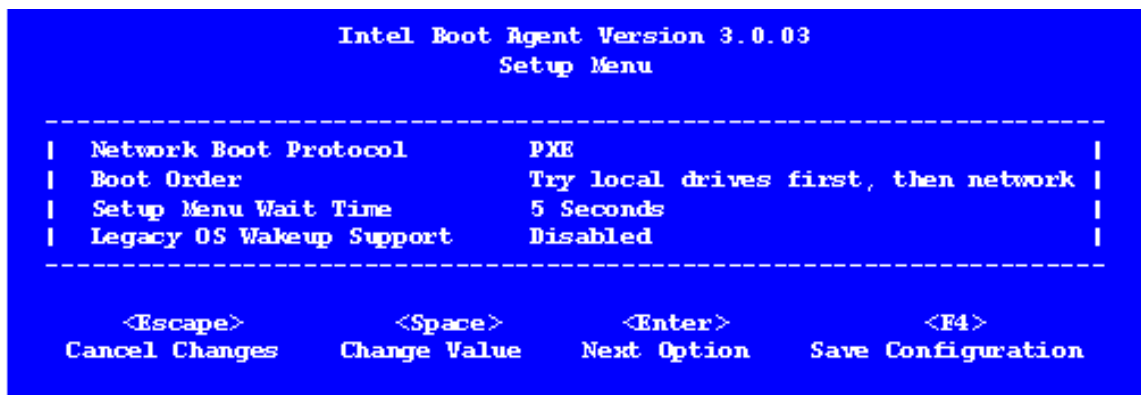 Intel Boot Agent Version 3.0.03
Setup Menu
Network Boot Protocol PXE
Boot Order Try local drives first, then network
Setup Menu Wait Time 5 Seconds
Legacy OS Wakeup Support Disabled
<Escape> <Space> <Enter> <F4>
Cancel Changes Change Value Next Option Save Configuration